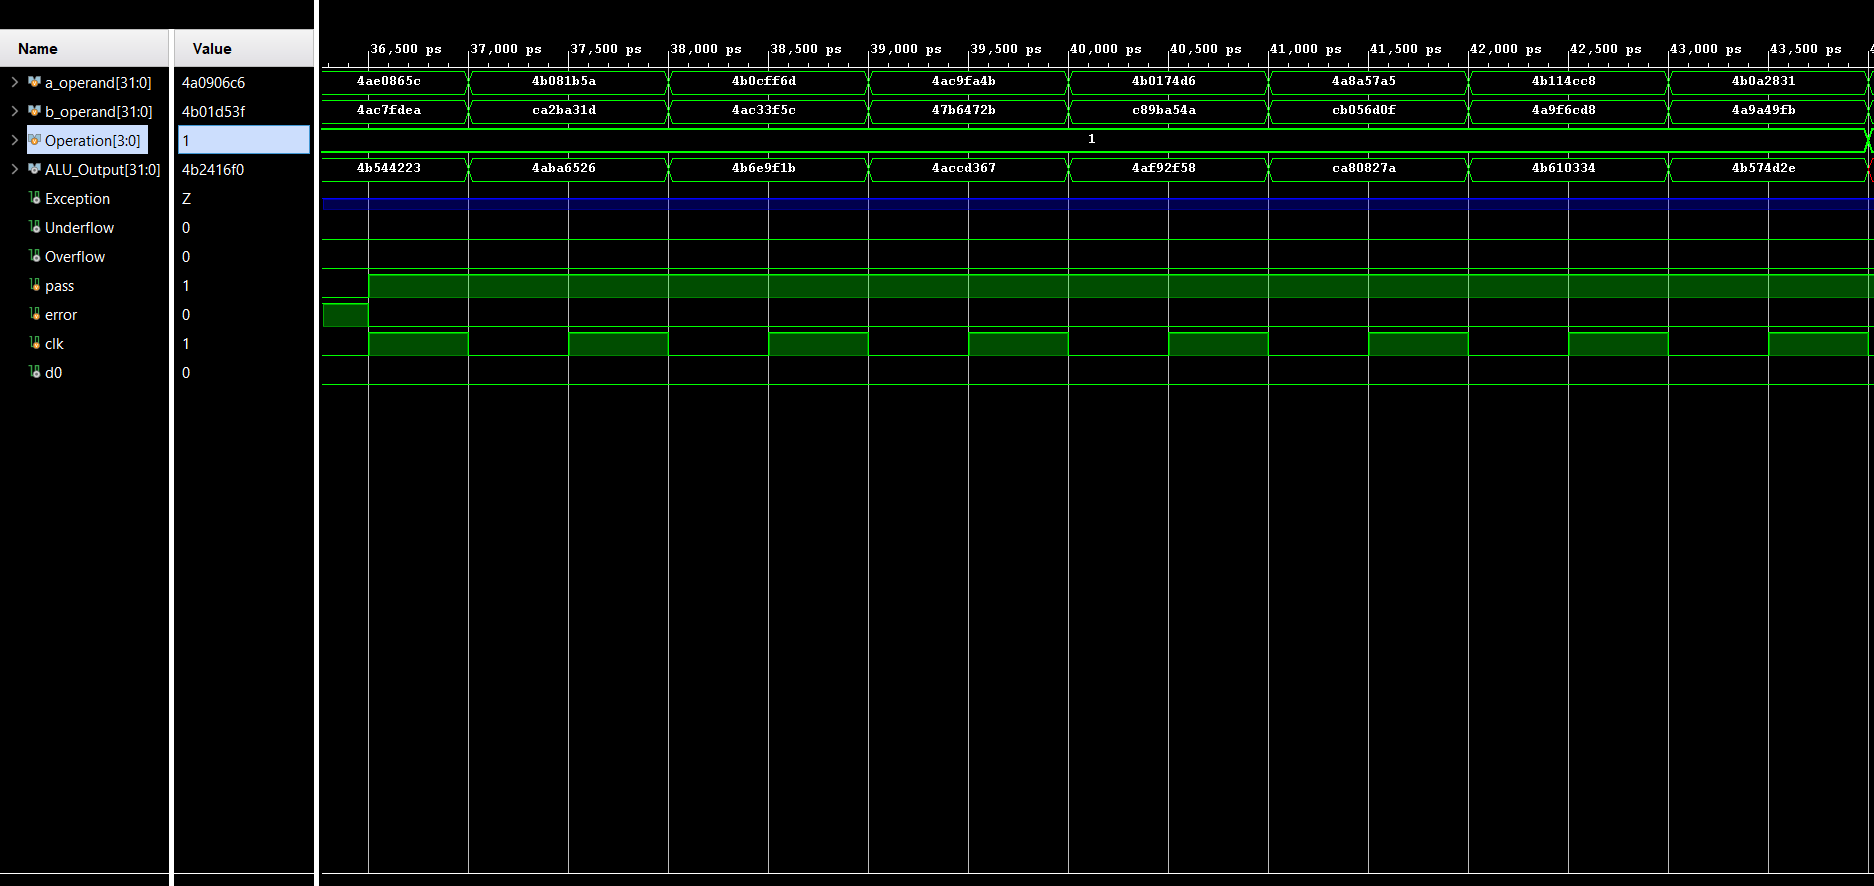 Name Value
36,500 ps 37,000 ps 37,500 ps 38,000 ps 38,500 ps 39,000 ps 39,500 ps 40,000 ps 40,500 ps 41,000 ps 41,500 ps 42,000 ps 42,500 ps 43,000 ps 43,500 ps
a_operand[31:0] 4a0906c6 4ae0865c 4b081b5a 4b0cff6d 4ac9fa4b 4b0174d6 4a8a57a5 4b114cc8 4b0a2831
b_operand[31:0] 4b01d53f 4ac7fdea ca2ba31d 4ac33f5c 47b6472b c89ba54a cb056d0f 4a9f6cd8 4a9a49fb
Operation[3:0] 1 1
ALU_Output[31:0] 4b2416f0 4b544223 4aba6526 4b6e9f1b 4accd367 4af92f58 ca80827a 4b610334 4b574d2e
Exception Z
Underflow 0
Overflow 0
pass 1
error 0
clk 1
d0 0